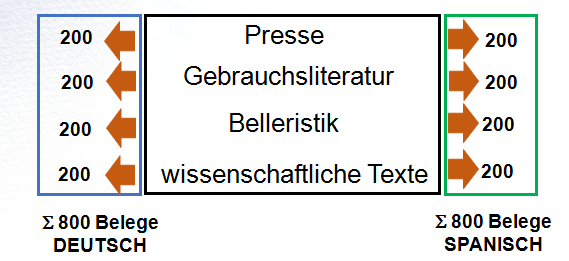 200 Presse 200
200 Gebrauchsliteratur 200
200 Belleristik 200
200 wissenschaftliche Texte 200
Σ 800 Belege Σ 800 Belege
DEUTSCH SPANISCH